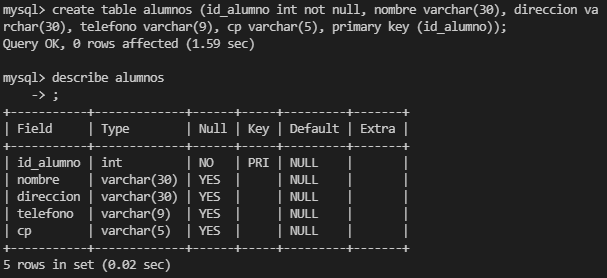 mysql> create table alumnos (id_alumno int not null, nombre varchar(30), direccion va
rchar(30), telefono varchar(9), cp varchar(5), primary key (id_alumno));
Query OK, 0 rows affected (1.59 sec)

mysql> describe alumnos
    -> ;
+-----------+-------------+------+-----+---------+-------+
| Field     | Type        | Null | Key | Default | Extra |
+-----------+-------------+------+-----+---------+-------+
| id_alumno | int         | NO   | PRI | NULL    |       |
| nombre    | varchar(30) | YES  |     | NULL    |       |
| direccion | varchar(30) | YES  |     | NULL    |       |
| telefono  | varchar(9)  | YES  |     | NULL    |       |
| cp        | varchar(5)  | YES  |     | NULL    |       |
+-----------+-------------+------+-----+---------+-------+
5 rows in set (0.02 sec)